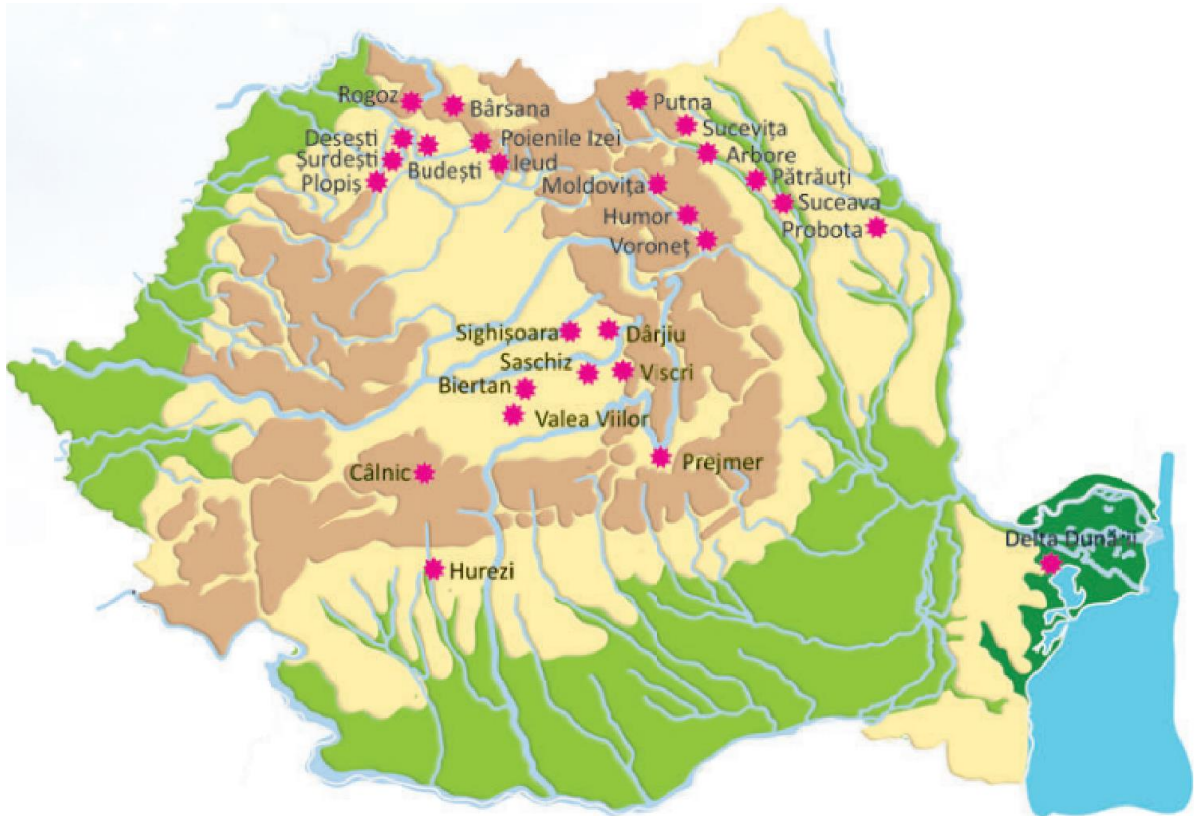 Rogoz
Bârsana
Putna
Sucevița
Desești
Poienile Izei
Arbore
Șurdești
Budești
Ieud
Plopiș
Moldovița
Pătrăuți
Suceava
Humor
Probota
Voroneț
Sighișoara
Dârjiu
Saschiz
Viscri
Biertan
Valea Viilor
Câlnic
Prejmer
Delta Dunării
Hurezi